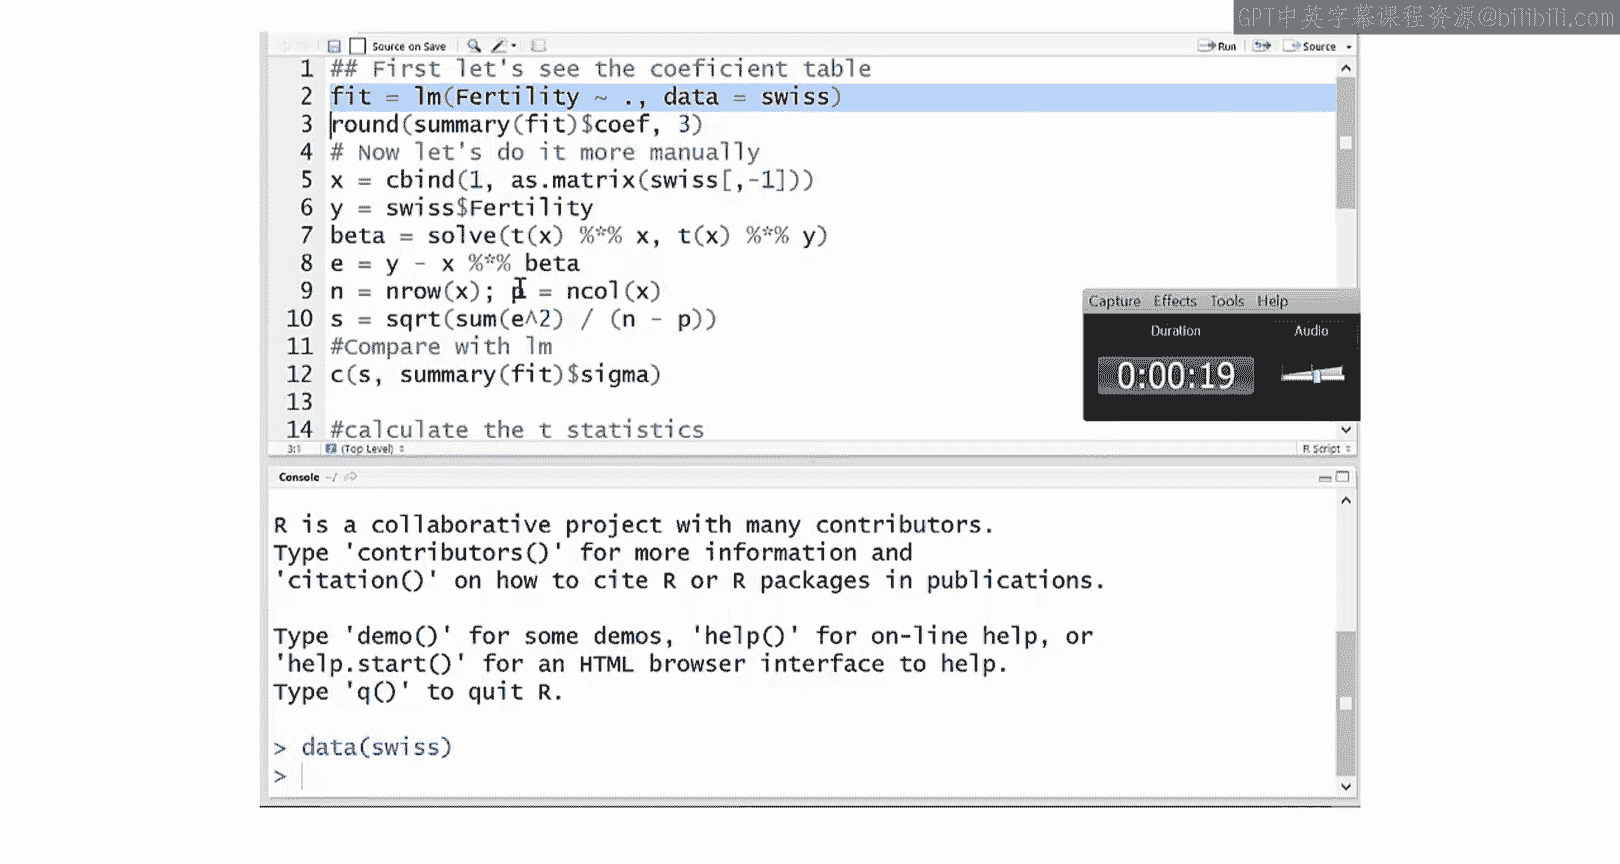 GPT中英字幕课程资源@bilibili.com
Source on Save
Run
Source
1 ## First let's see the coeficient table
2 fit = lm(Fertility ~ ., data = swiss)
3 round(summary(fit)$coef, 3)
4 # Now let's do it more manually
5 x = cbind(1, as.matrix(swiss[,-1]))
6 y = swiss$Fertility
7 beta = solve(t(x) %*% x, t(x) %*% y)
8 e = y - x %*% beta
9 n = nrow(x); p = ncol(x)
10 s = sqrt(sum(e^2) / (n - p))
11 #Compare with lm
12 c(s, summary(fit)$sigma)
13
14 #calculate the t statistics
3:1 (Top Level) R Script
Capture Effects Tools Help
Duration Audio
0:00:19
Console ~/
R is a collaborative project with many contributors.
Type 'contributors()' for more information and
'citation()' on how to cite R or R packages in publications.
Type 'demo()' for some demos, 'help()' for on-line help, or
'help.start()' for an HTML browser interface to help.
Type 'q()' to quit R.
> data(swiss)
>